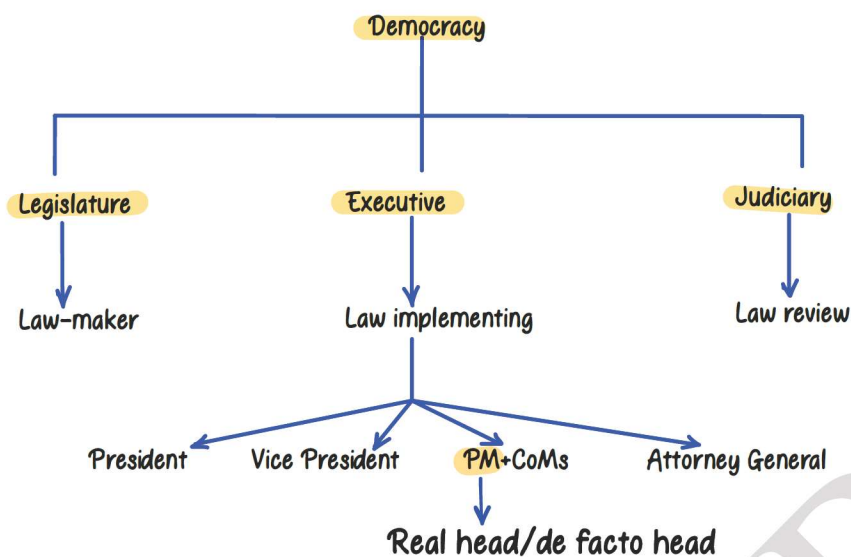 Democracy
Legislature
Executive
Judiciary
Law-maker
Law implementing
Law review
President
Vice President
PM+CoMs
Attorney General
Real head/de facto head